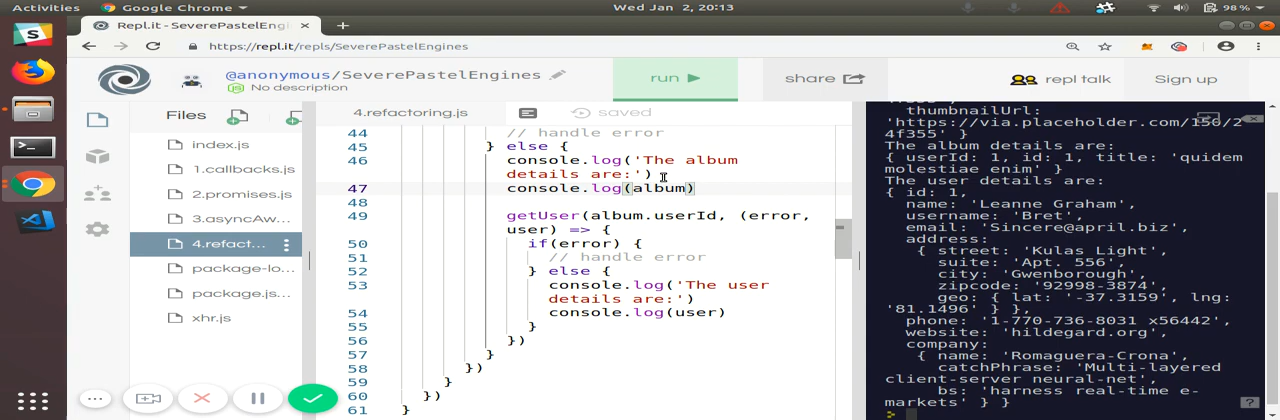 Activities Google Chrome Wed Jan 2, 20:13 98 %
Repl.it - SeverePastelEngin
https://repl.it/repls/SeverePastelEngines
@anonymous/SeverePastelEngines
No description
run
share
repl talk
Sign up
Files
index.js
1.callbacks.js
2.promises.js
3.asyncAw...
4.refact...
package-lo...
package.js...
xhr.js
4.refactoring.js
saved
44 // handle error
45 } else {
46 console.log('The album
details are:')
47 console.log(album)
48
49 getUser(album.userId, (error,
user) => {
50 if(error) {
51 // handle error
52 } else {
53 console.log('The user
details are:')
54 console.log(user)
55 }
56 })
57 }
58 })
59 }
60 })
61 }
thumbnailUrl:
'https://via.placeholder.com/150/2
4f355' }
The album details are:
{ userId: 1, id: 1, title: 'quidem
molestiae enim' }
The user details are:
{ id: 1,
name: 'Leanne Graham',
username: 'Bret',
email: 'Sincere@april.biz',
address:
{ street: 'Kulas Light',
suite: 'Apt. 556',
city: 'Gwenborough',
zipcode: '92998-3874',
geo: { lat: '-37.3159', lng:
'81.1496' } },
phone: '1-770-736-8031 x56442',
website: 'hildegard.org',
company:
{ name: 'Romaguera-Crona',
catchPhrase: 'Multi-layered
client-server neural-net',
bs: 'harness real-time e-
markets' } }